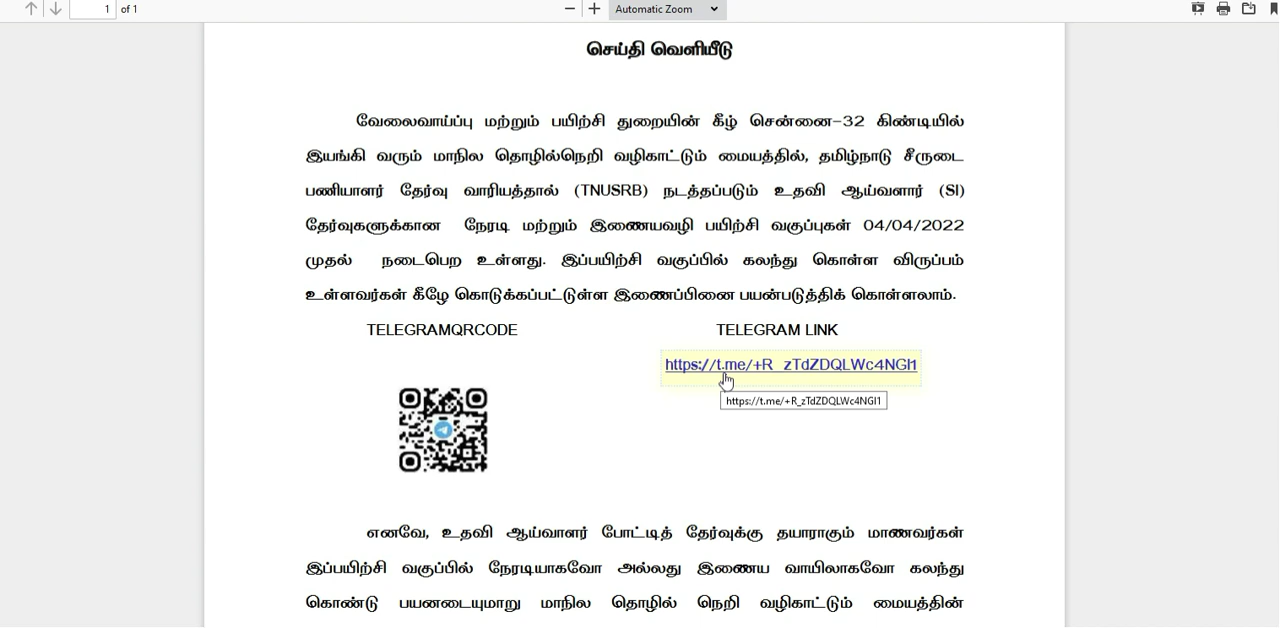 1 of 1 Automatic Zoom
செய்தி வெளியீடு
வேலைவாய்ப்பு மற்றும் பயிற்சி துறையின் கீழ் சென்னை-32 கிண்டியில்
இயங்கி வரும் மாநில தொழில்நெறி வழிகாட்டும் மையத்தில், தமிழ்நாடு சீருடை
பணியாளர் தேர்வு வாரியத்தால் (TNUSRB) நடத்தப்படும் உதவி ஆய்வளார் (SI)
தேர்வுகளுக்கான நேரடி மற்றும் இணையவழி பயிற்சி வகுப்புகள் 04/04/2022
முதல் நடைபெற உள்ளது. இப்பயிற்சி வகுப்பில் கலந்து கொள்ள விருப்பம்
உள்ளவர்கள் கீழே கொடுக்கப்பட்டுள்ள இணைப்பினை பயன்படுத்திக் கொள்ளலாம்.
TELEGRAMQRCODE TELEGRAM LINK
https://t.me/+R_zTdZDQLWc4NGI1
https://t.me/+R_zTdZDQLWc4NGI1
எனவே, உதவி ஆய்வாளர் போட்டித் தேர்வுக்கு தயாராகும் மாணவர்கள்
இப்பயிற்சி வகுப்பில் நேரடியாகவோ அல்லது இணைய வாயிலாகவோ கலந்து
கொண்டு பயனடையுமாறு மாநில தொழில் நெறி வழிகாட்டும் மையத்தின்